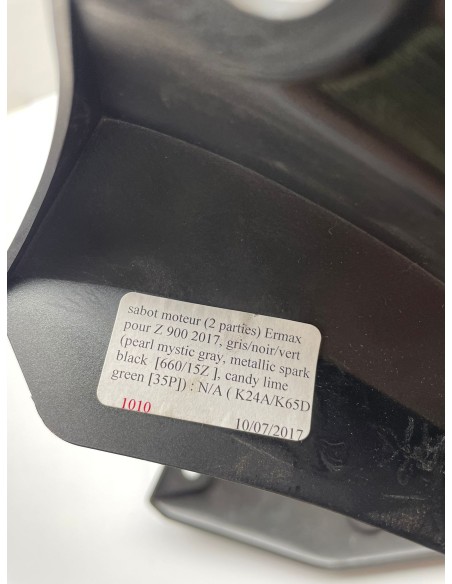 sabot moteur (2 parties) Ermax
pour Z 900 2017, gris/noir/vert
(pearl mystic gray, metallic spark
black [660/15Z ], candy lime
green [35P]) : N/A ( K24A/K65D
1010
10/07/2017